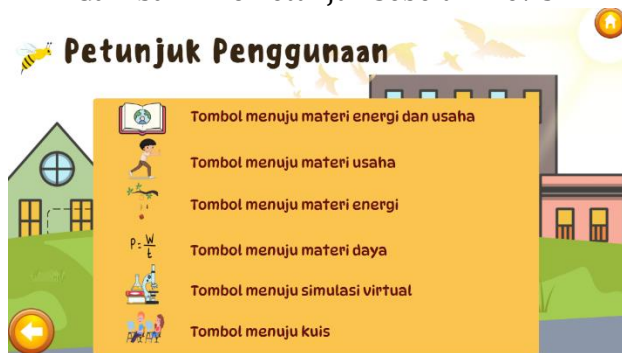 Petunjuk Penggunaan
Tombol menuju materi energi dan usaha
Tombol menuju materi usaha
Tombol menuju materi energi
P=W/t
Tombol menuju materi daya
Tombol menuju simulasi virtual
Tombol menuju kuis